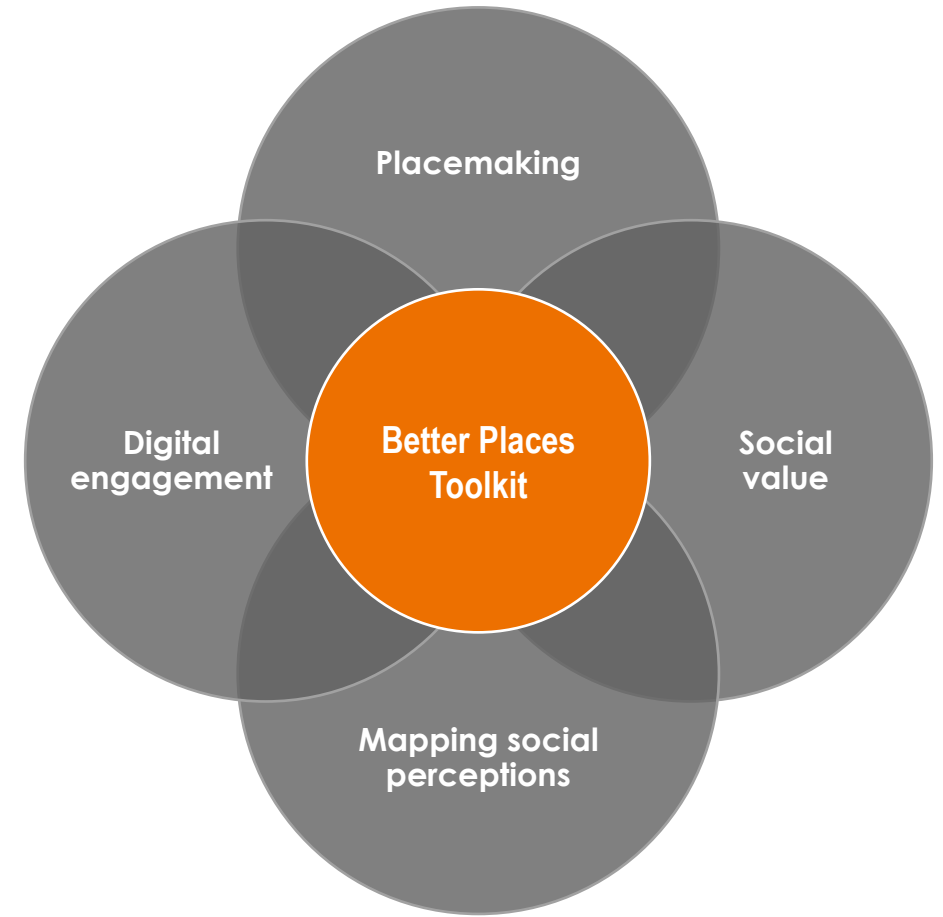 Placemaking
Digital
engagement
Better Places
Toolkit
Social
value
Mapping social
perceptions